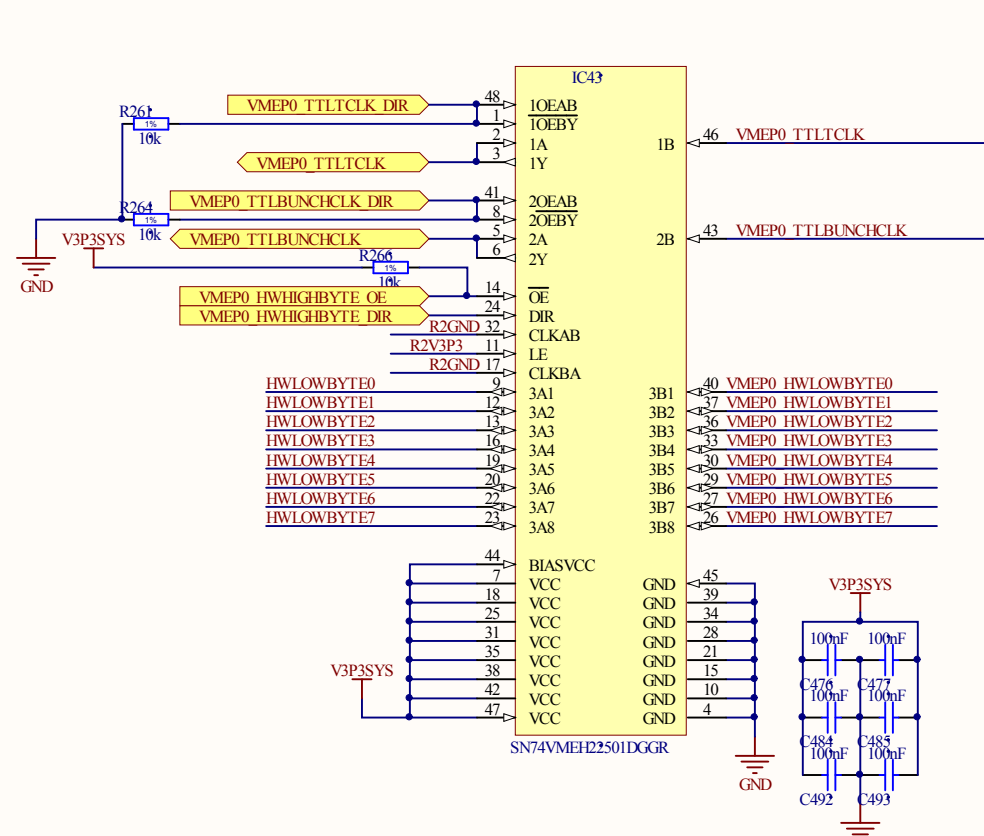 IC43
VMEP0_TTLTCLK_DIR 48 1OEAB
R261 1% 10k 1 1OEBY
2 1A 1B 46 VMEP0_TTLTCLK
VMEP0_TTLTCLK 3 1Y
VMEP0_TTLBUNCHCLK_DIR 41 2OEAB
R264 1% 10k 8 2OEBY
VMEP0_TTLBUNCHCLK 5 2A 2B 43 VMEP0_TTLBUNCHCLK
6 2Y
V3P3SYS
R266 1% 10k
GND
VMEP0_HWHIGHBYTE_OE 14 OE
VMEP0_HWHIGHBYTE_DIR 24 DIR
R2GND 32 CLKAB
R2V3P3 11 LE
R2GND 17 CLKBA
HWLOWBYTE0 9 3A1 3B1 40 VMEP0_HWLOWBYTE0
HWLOWBYTE1 12 3A2 3B2 37 VMEP0_HWLOWBYTE1
HWLOWBYTE2 13 3A3 3B3 36 VMEP0_HWLOWBYTE2
HWLOWBYTE3 16 3A4 3B4 33 VMEP0_HWLOWBYTE3
HWLOWBYTE4 19 3A5 3B5 30 VMEP0_HWLOWBYTE4
HWLOWBYTE5 20 3A6 3B6 29 VMEP0_HWLOWBYTE5
HWLOWBYTE6 22 3A7 3B7 27 VMEP0_HWLOWBYTE6
HWLOWBYTE7 23 3A8 3B8 26 VMEP0_HWLOWBYTE7
44 BIASVCC
7 VCC GND 45
18 VCC GND 39
25 VCC GND 34
31 VCC GND 28
35 VCC GND 21
38 VCC GND 15
42 VCC GND 10
47 VCC GND 4
V3P3SYS
SN74VMEH22501DGGR
GND
V3P3SYS
100nF 100nF
C476 C477
100nF 100nF
C484 C485
100nF 100nF
C492 C493